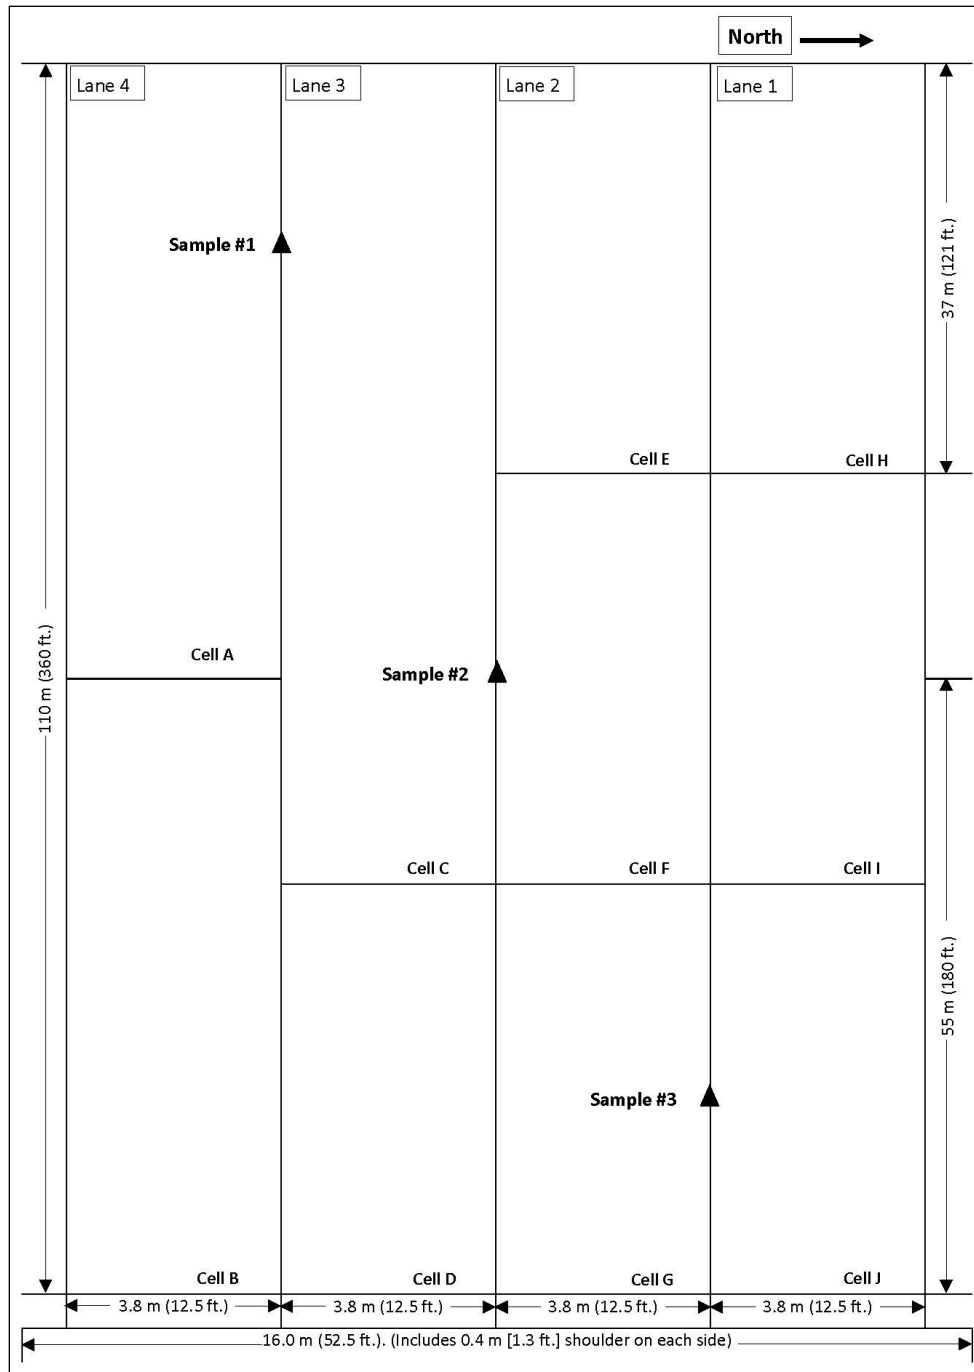 North
Lane 4
Lane 3
Lane 2
Lane 1
Sample #1
37 m (121 ft.)
Cell E
Cell H
110 m (360 ft.)
Cell A
Sample #2
Cell C
Cell F
Cell I
55 m (180 ft.)
Sample #3
Cell B
Cell D
Cell G
Cell J
3.8 m (12.5 ft.)
3.8 m (12.5 ft.)
3.8 m (12.5 ft.)
3.8 m (12.5 ft.)
16.0 m (52.5 ft.). (Includes 0.4 m [1.3 ft.] shoulder on each side)